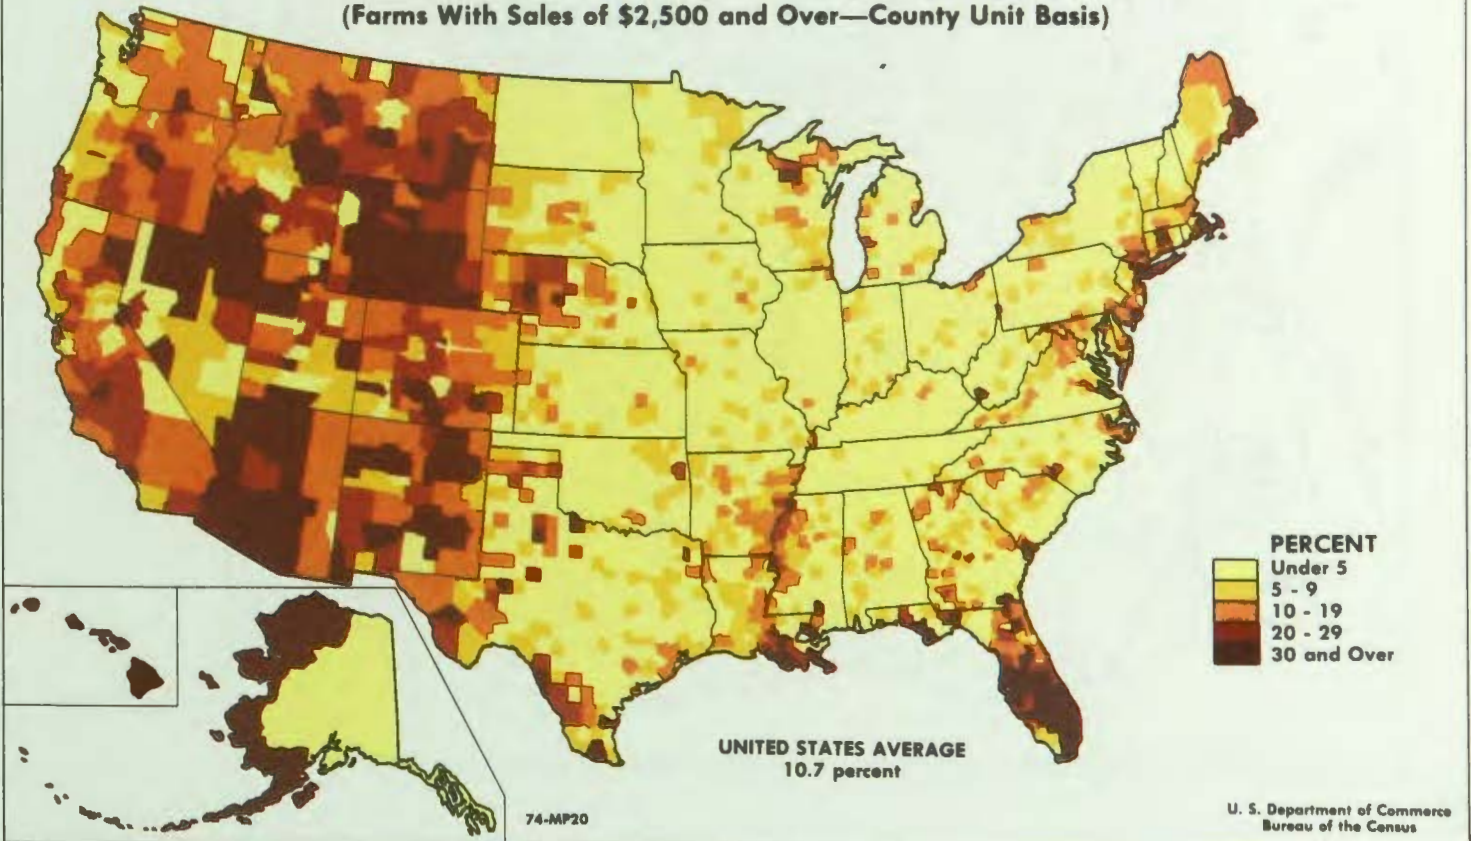 (Farms With Sales of $2,500 and Over—County Unit Basis)
PERCENT
Under 5
5 - 9
10 - 19
20 - 29
30 and Over
UNITED STATES AVERAGE
10.7 percent
74-MP20
U. S. Department of Commerce
Bureau of the Census